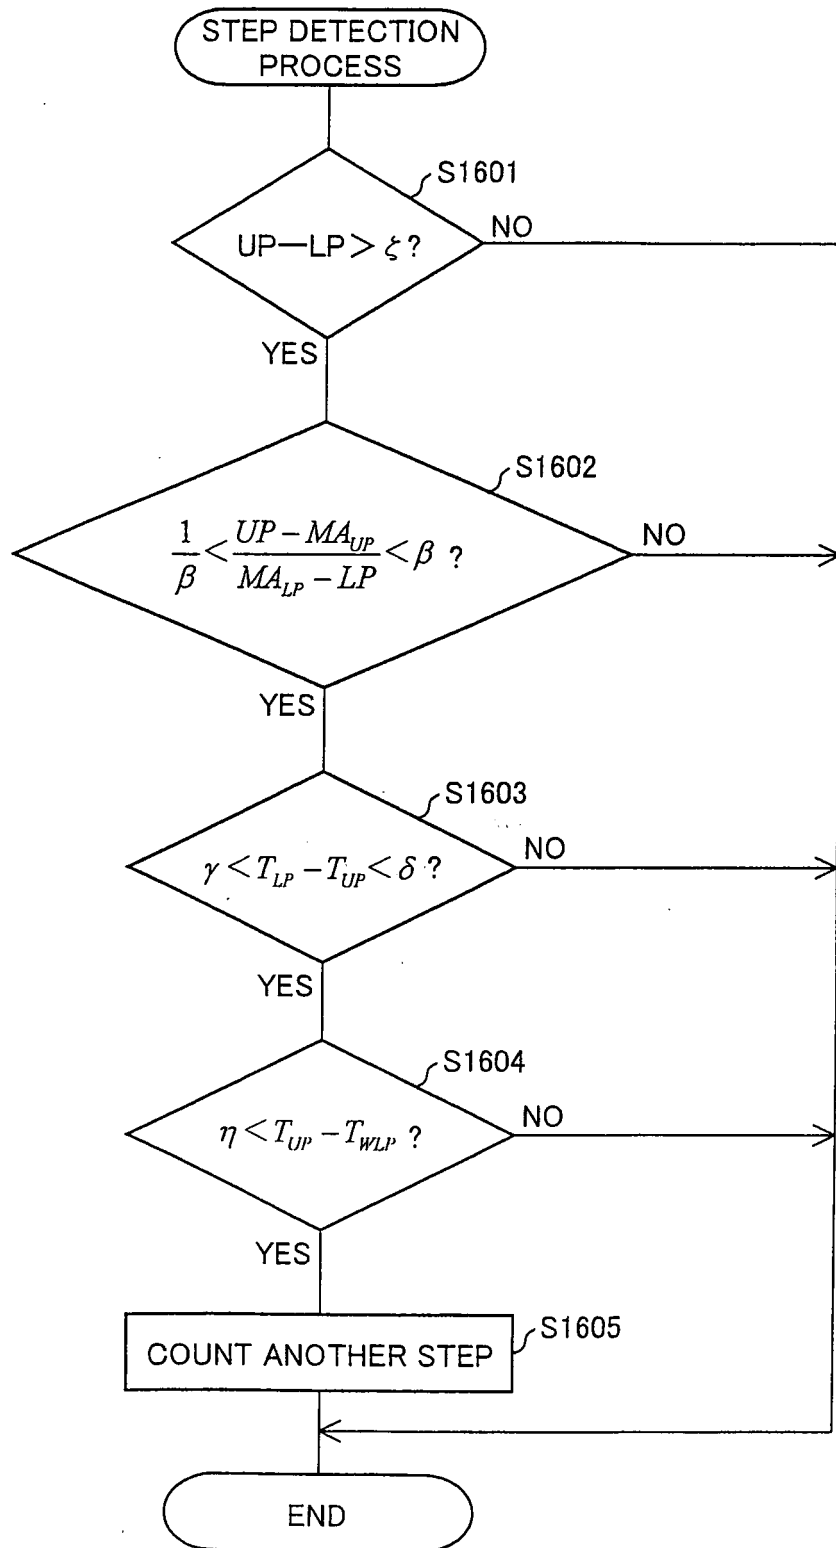 STEP DETECTION
PROCESS
S1601
UP—LP > ζ?
NO
YES
S1602
1/β < (UP − MA_UP)/(MA_LP − LP) < β ?
NO
YES
S1603
γ < T_LP − T_UP < δ ?
NO
YES
S1604
η < T_UP − T_WLP ?
NO
YES
S1605
COUNT ANOTHER STEP
END